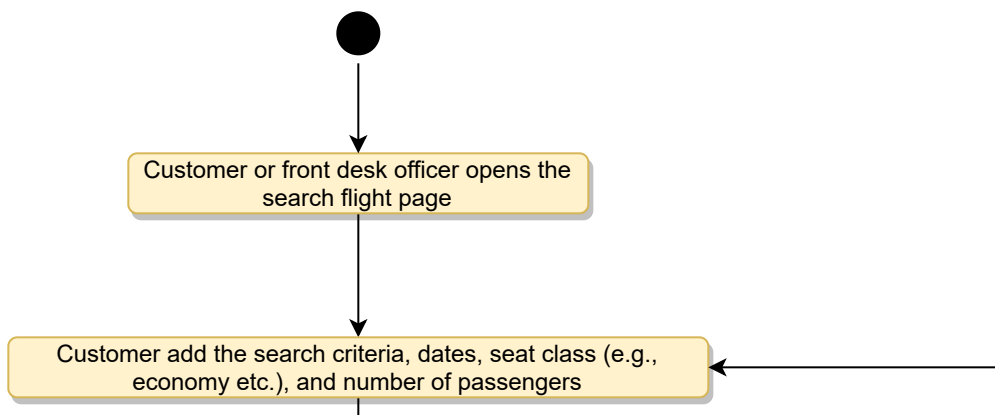 Customer or front desk officer opens the
search flight page
Customer add the search criteria, dates, seat class (e.g.,
economy etc.), and number of passengers